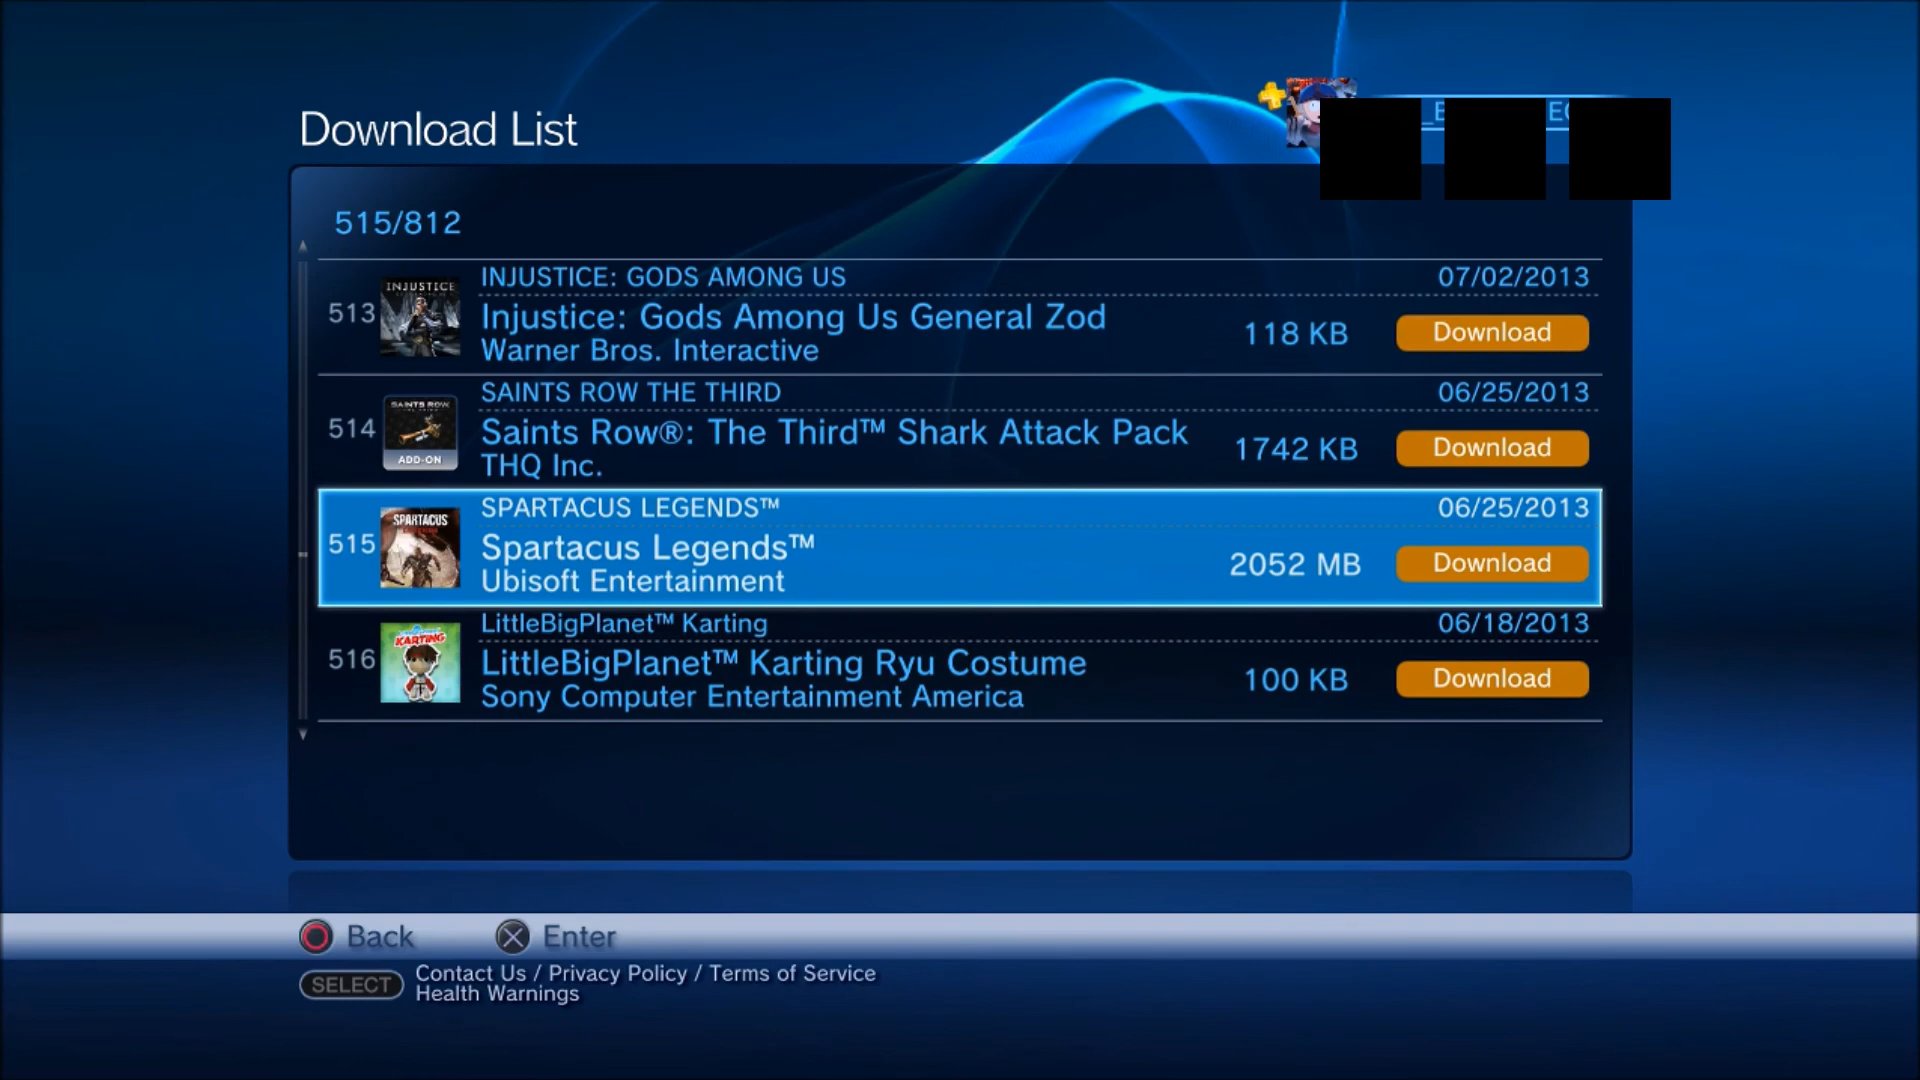 Download List
515/812
INJUSTICE: GODS AMONG US 07/02/2013
513
INJUSTICE
Injustice: Gods Among Us General Zod
Warner Bros. Interactive
118 KB
Download
SAINTS ROW THE THIRD 06/25/2013
514
SAINTS ROW
ADD-ON
Saints Row®: The Third™ Shark Attack Pack
THQ Inc.
1742 KB
Download
SPARTACUS LEGENDS™ 06/25/2013
515
SPARTACUS
Spartacus Legends™
Ubisoft Entertainment
2052 MB
Download
LittleBigPlanet™ Karting 06/18/2013
516
KARTING
LittleBigPlanet™ Karting Ryu Costume
Sony Computer Entertainment America
100 KB
Download
Back Enter
SELECT
Contact Us / Privacy Policy / Terms of Service
Health Warnings